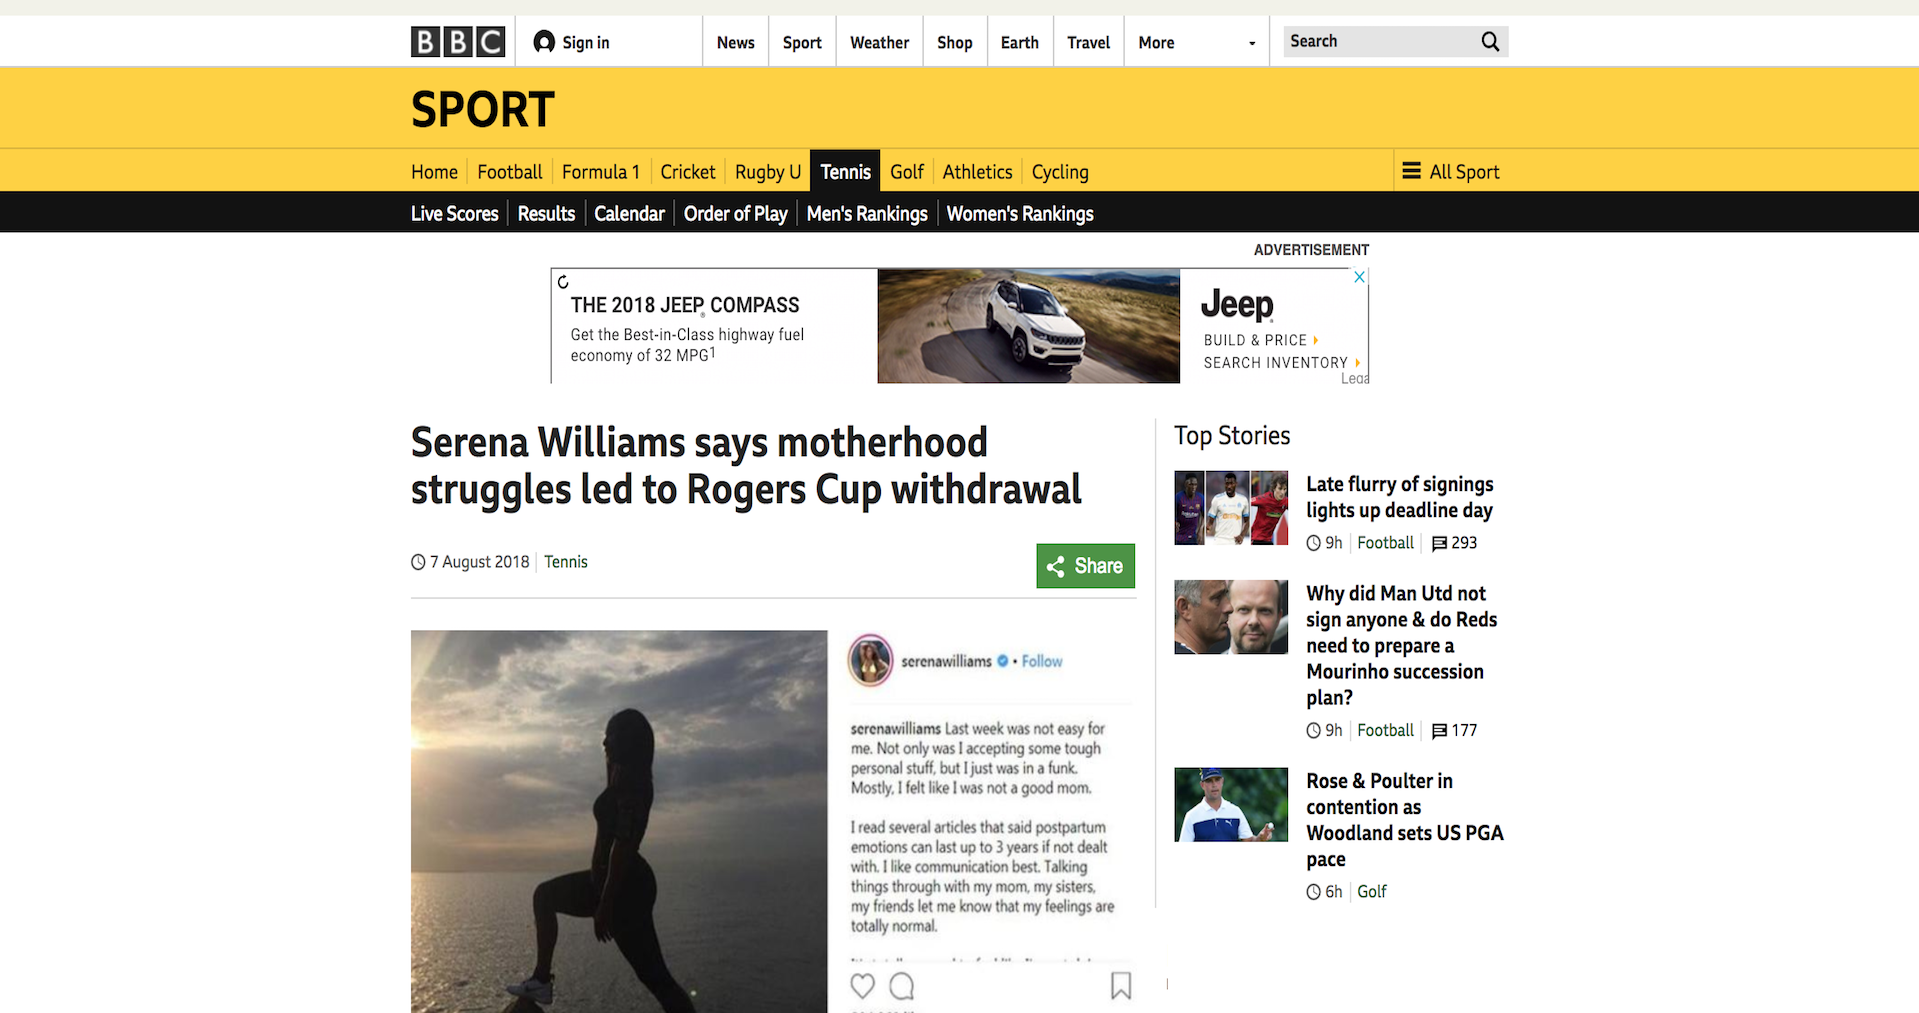 BBC
Sign in
News
Sport
Weather
Shop
Earth
Travel
More
Search
SPORT
Home
Football
Formula 1
Cricket
Rugby U
Tennis
Golf
Athletics
Cycling
All Sport
Live Scores
Results
Calendar
Order of Play
Men's Rankings
Women's Rankings
ADVERTISEMENT
THE 2018 JEEP® COMPASS
Get the Best-in-Class highway fuel
economy of 32 MPG1
Jeep
BUILD & PRICE
SEARCH INVENTORY
Serena Williams says motherhood
struggles led to Rogers Cup withdrawal
7 August 2018
Tennis
Share
serenawilliams • Follow
serenawilliams Last week was not easy for
me. Not only was I accepting some tough
personal stuff, but I just was in a funk.
Mostly, I felt like I was not a good mom.
I read several articles that said postpartum
emotions can last up to 3 years if not dealt
with. I like communication best. Talking
things through with my mom, my sisters,
my friends let me know that my feelings are
totally normal.
Top Stories
Late flurry of signings
lights up deadline day
9h
Football
293
Why did Man Utd not
sign anyone & do Reds
need to prepare a
Mourinho succession
plan?
9h
Football
177
Rose & Poulter in
contention as
Woodland sets US PGA
pace
6h
Golf